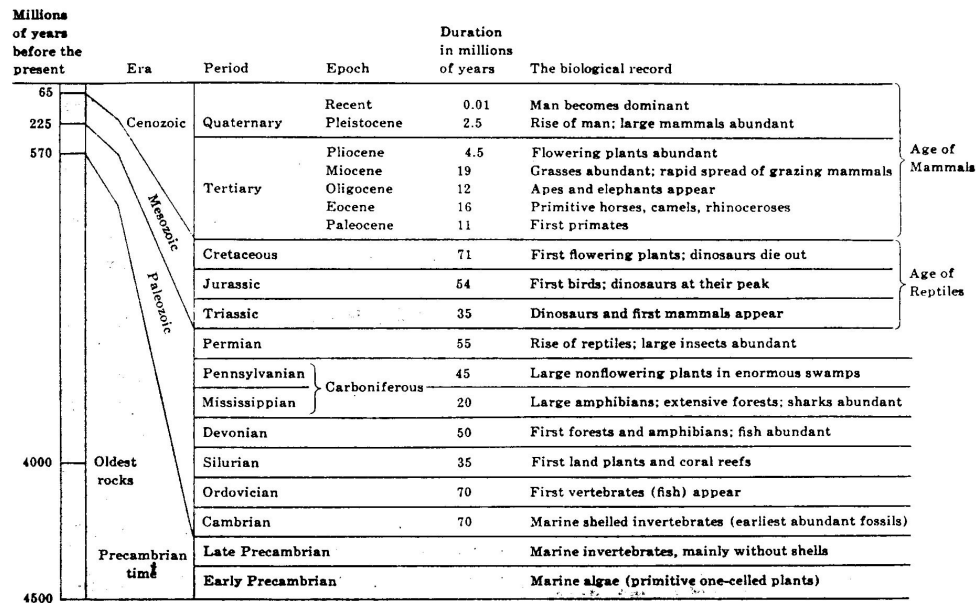 Millions
of years
before the
present Era Period Epoch Duration
in millions
of years The biological record
65
225 Cenozoic Quaternary Recent 0.01 Man becomes dominant
Pleistocene 2.5 Rise of man; large mammals abundant
570 Pliocene 4.5 Flowering plants abundant
Age of
Mammals
Miocene 19 Grasses abundant; rapid spread of grazing mammals
Tertiary Oligocene 12 Apes and elephants appear
Eocene 16 Primitive horses, camels, rhinoceroses
Paleocene 11 First primates
Mesozoic
Cretaceous 71 First flowering plants; dinosaurs die out
Jurassic 54 First birds; dinosaurs at their peak
Age of
Reptiles
Paleozoic
Triassic 35 Dinosaurs and first mammals appear
Permian 55 Rise of reptiles; large insects abundant
Pennsylvanian 45 Large nonflowering plants in enormous swamps
Carboniferous
Mississippian 20 Large amphibians; extensive forests; sharks abundant
Devonian 50 First forests and amphibians; fish abundant
4000 Oldest
rocks
Silurian 35 First land plants and coral reefs
Ordovician 70 First vertebrates (fish) appear
Cambrian 70 Marine shelled invertebrates (earliest abundant fossils)
Precambrian
time
Late Precambrian Marine invertebrates, mainly without shells
Early Precambrian Marine algae (primitive one-celled plants)
4500